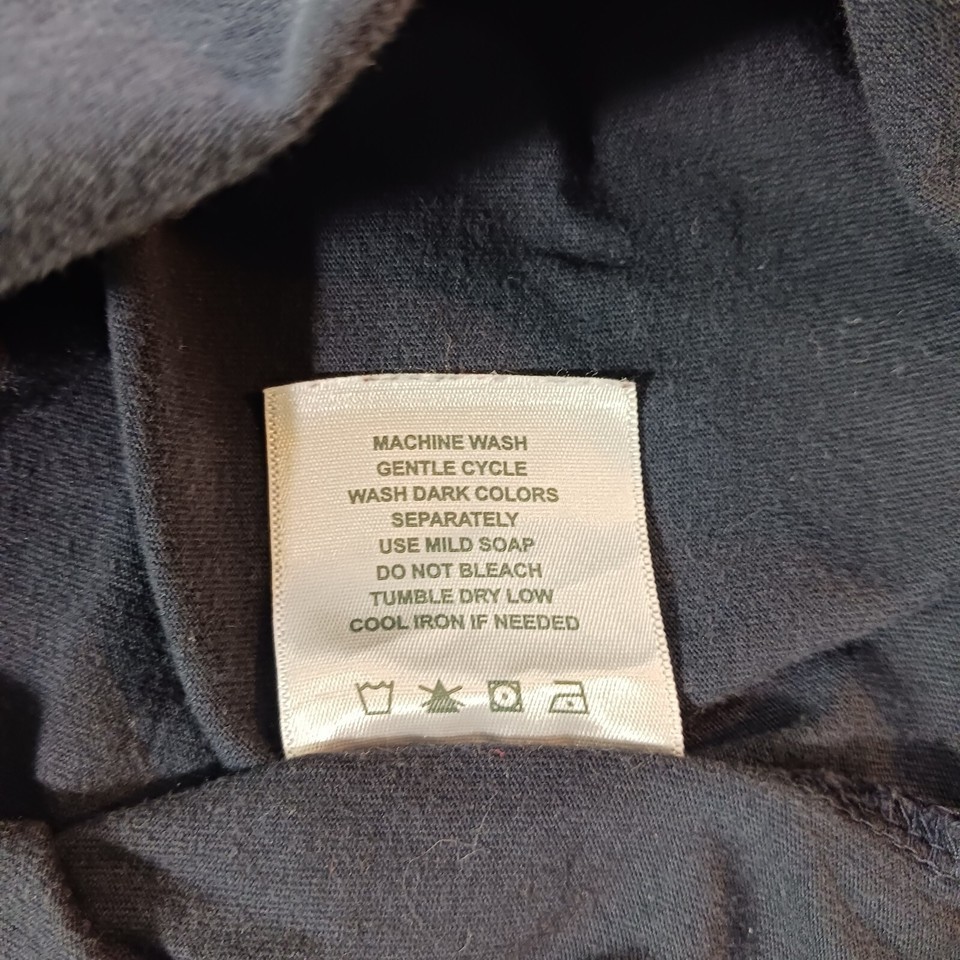 MACHINE WASH
GENTLE CYCLE
WASH DARK COLORS
SEPARATELY
USE MILD SOAP
DO NOT BLEACH
TUMBLE DRY LOW
COOL IRON IF NEEDED